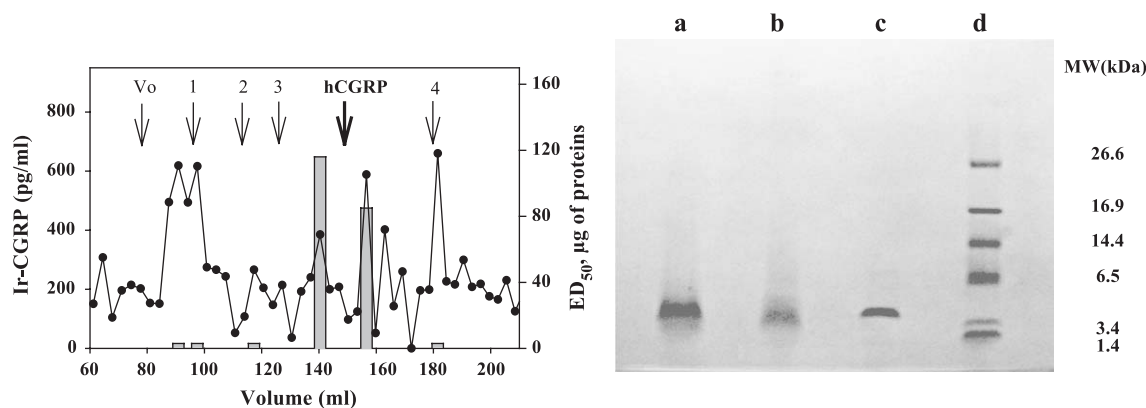 Vo 1 2 3 hCGRP 4
800
600
400
200
0
160
120
80
40
0
60 80 100 120 140 160 180 200
Ir-CGRP (pg/ml)
ED50, µg of proteins
Volume (ml)
a b c d
MW(kDa)
26.6
16.9
14.4
6.5
3.4
1.4